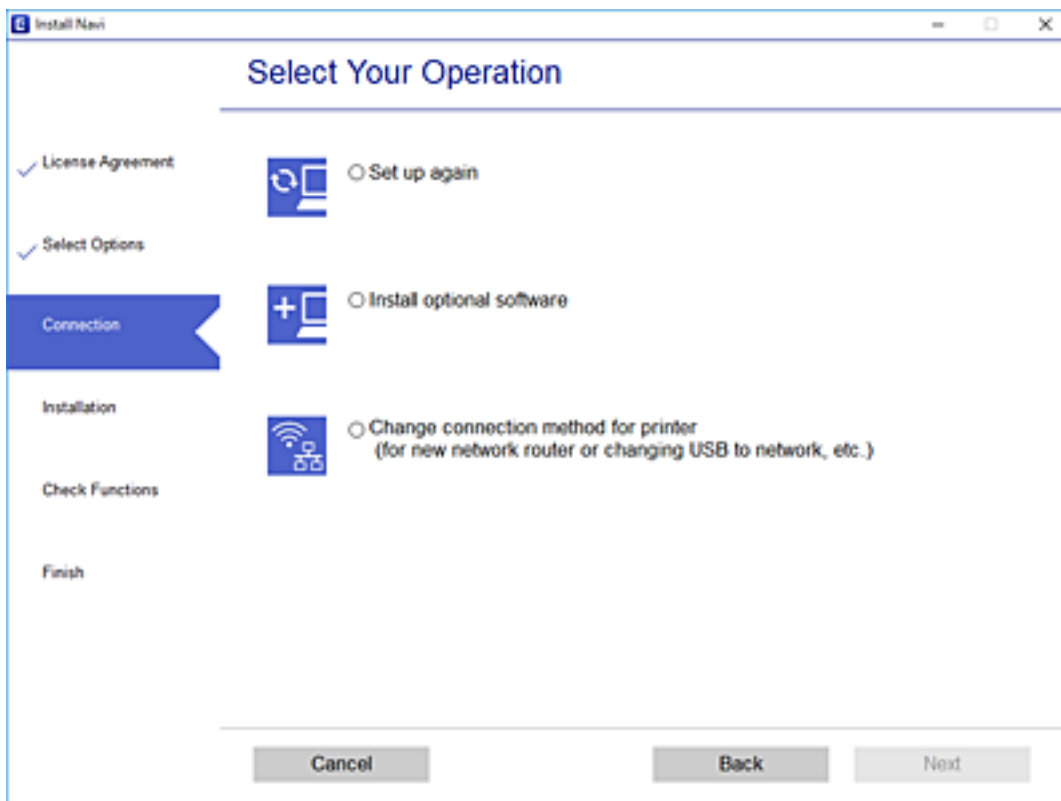 Install Navi
Select Your Operation
License Agreement
Select Options
Connection
Installation
Check Functions
Finish
Set up again
Install optional software
Change connection method for printer
(for new network router or changing USB to network, etc.)
Cancel
Back
Next